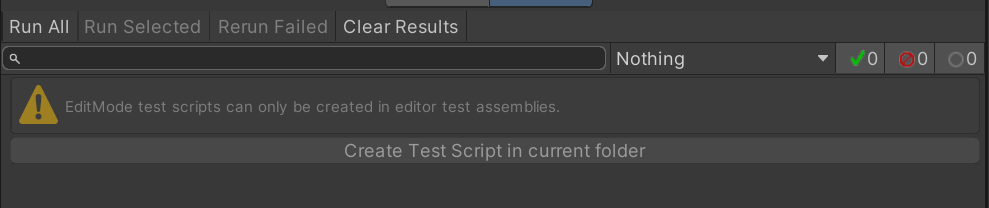 Run All Run Selected Rerun Failed Clear Results
Nothing 0 0 0
EditMode test scripts can only be created in editor test assemblies.
Create Test Script in current folder